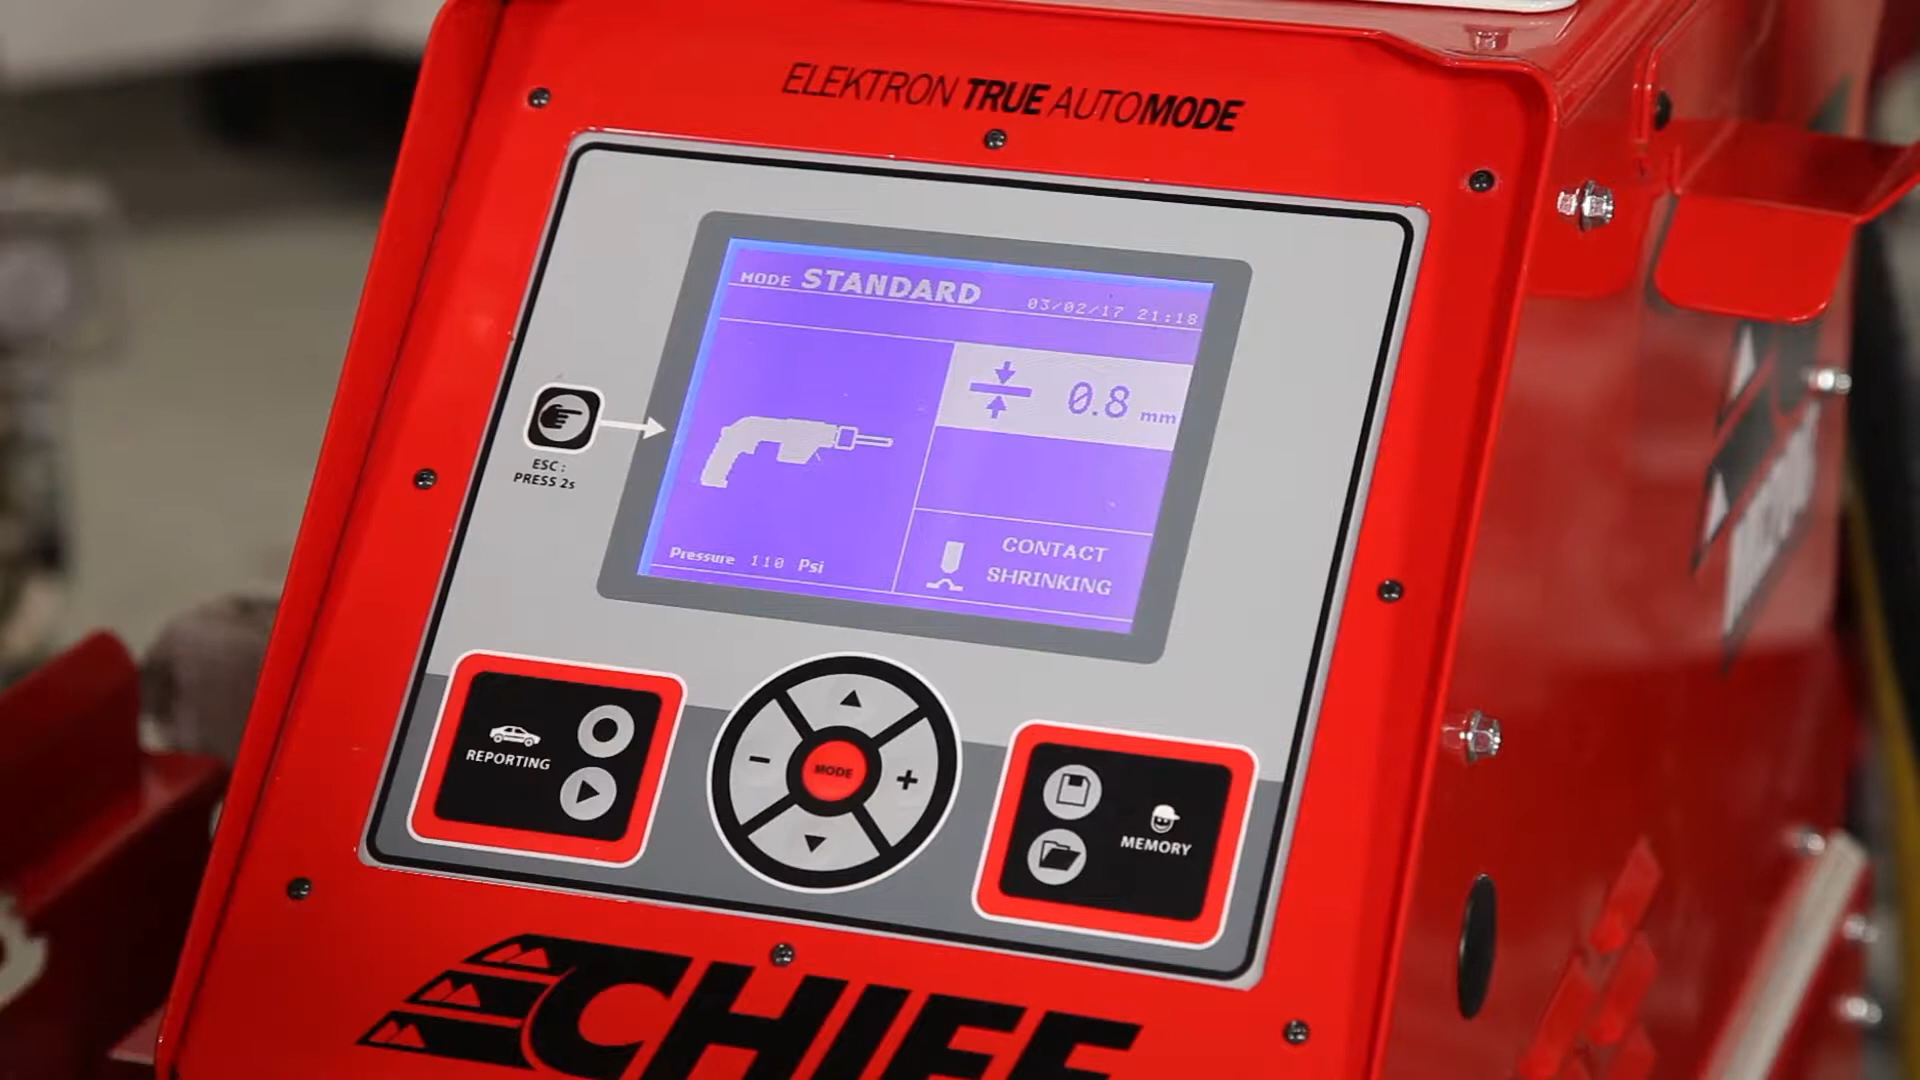 ELEKTRON TRUE AUTOMODE
MODE STANDARD
03/02/17 21:18
0.8 mm
ESC :
PRESS 2s
CONTACT
SHRINKING
Pressure 110 Psi
REPORTING
- MODE +
MEMORY
CHIEF